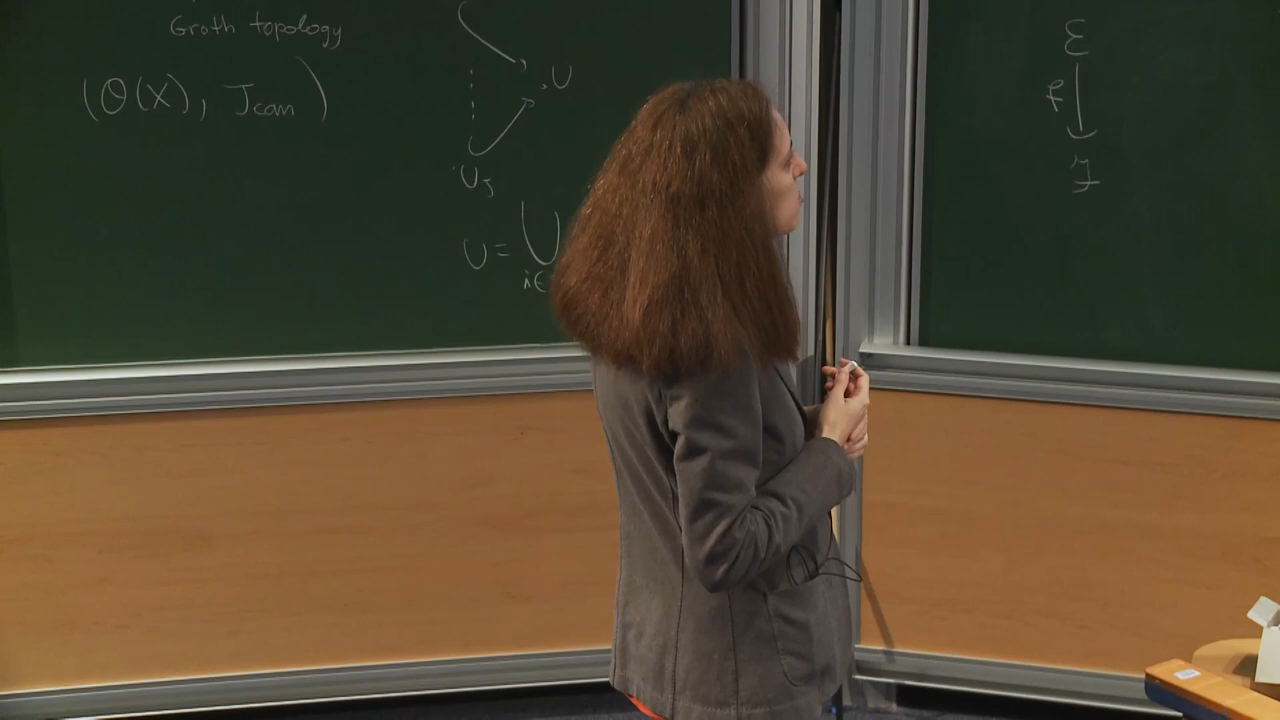 Groth topology
(O(X), Jcan)
U
Uj
U = ⋃
i∈
ℰ
f
ℱ